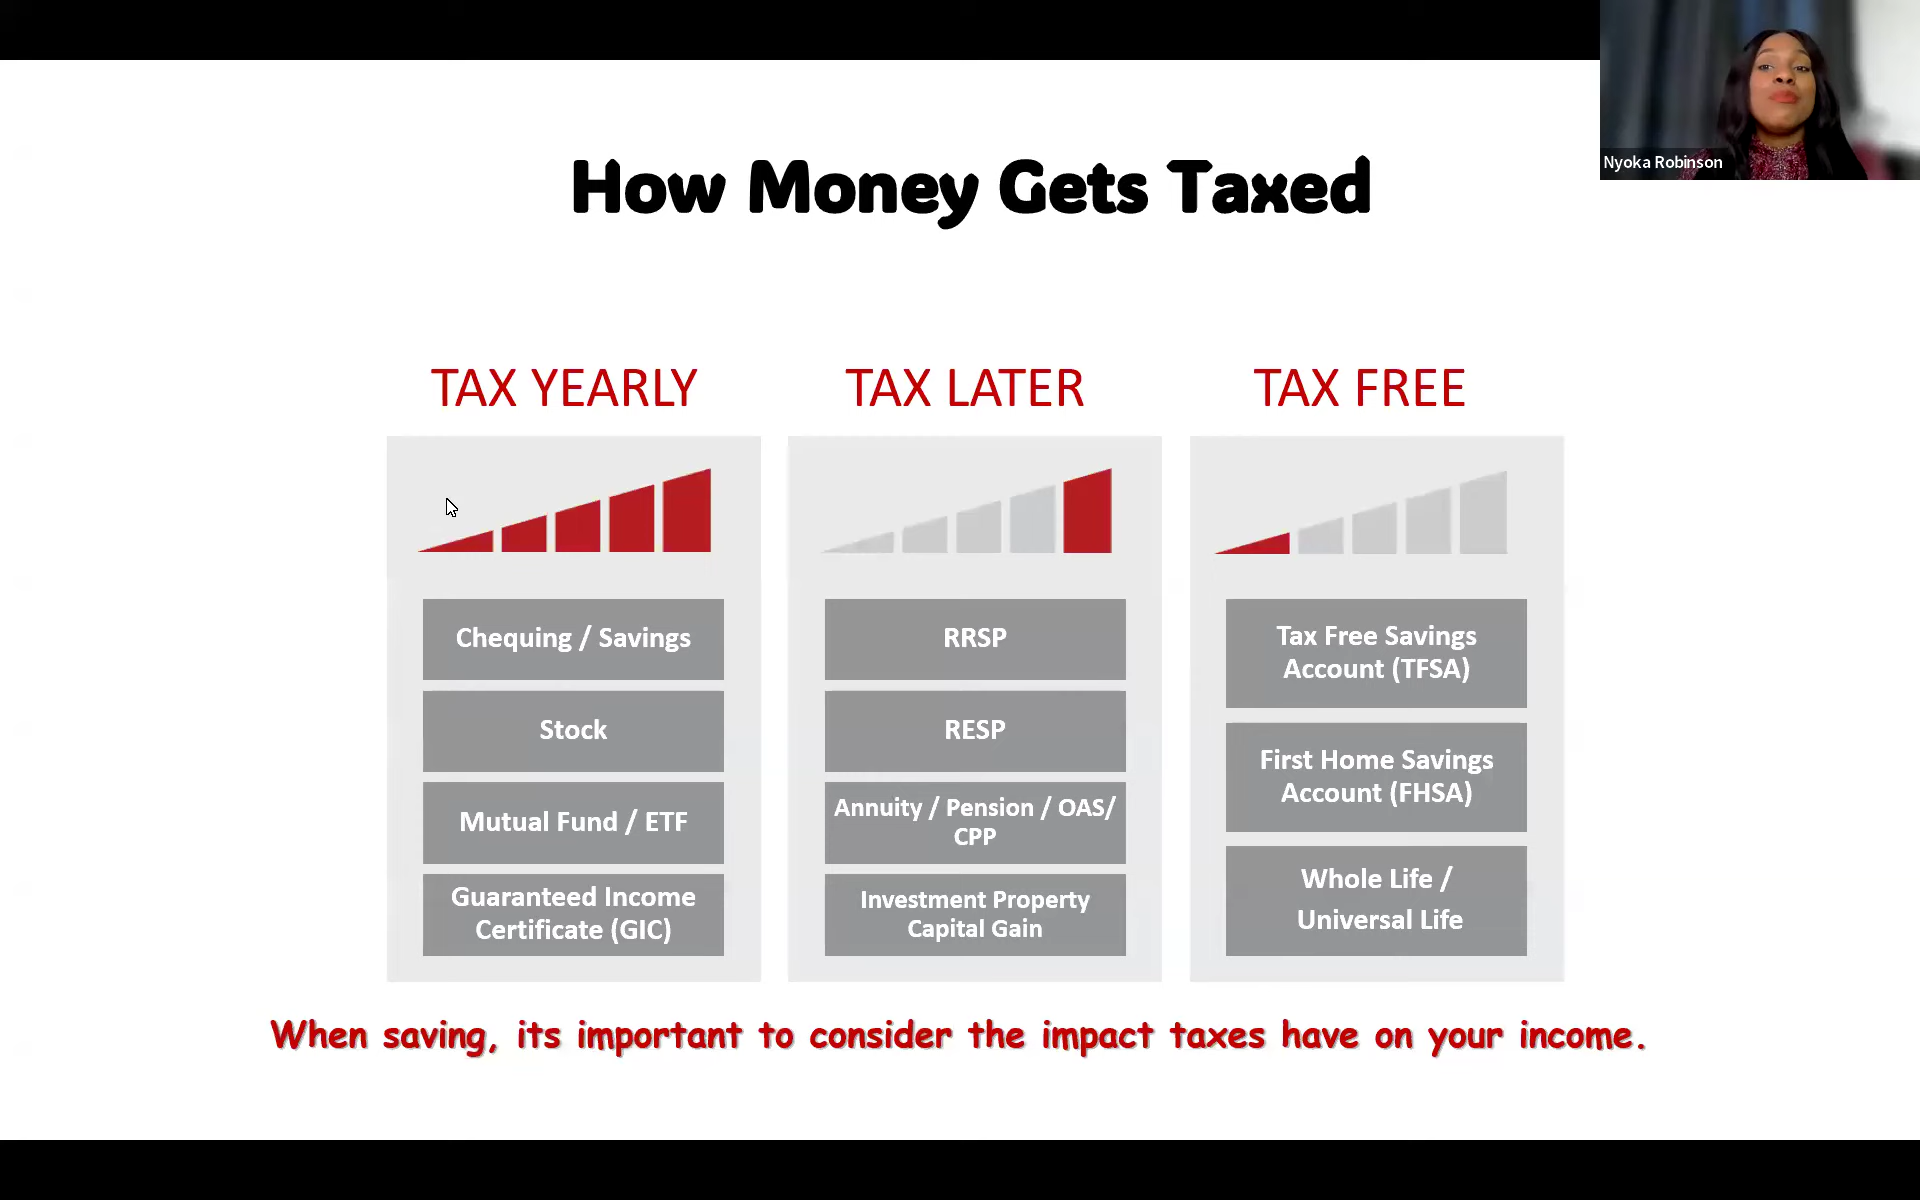 Nyoka Robinson
How Money Gets Taxed
TAX YEARLY
Chequing / Savings
Stock
Mutual Fund / ETF
Guaranteed Income
Certificate (GIC)
TAX LATER
RRSP
RESP
Annuity / Pension / OAS/
CPP
Investment Property
Capital Gain
TAX FREE
Tax Free Savings
Account (TFSA)
First Home Savings
Account (FHSA)
Whole Life /
Universal Life
When saving, its important to consider the impact taxes have on your income.